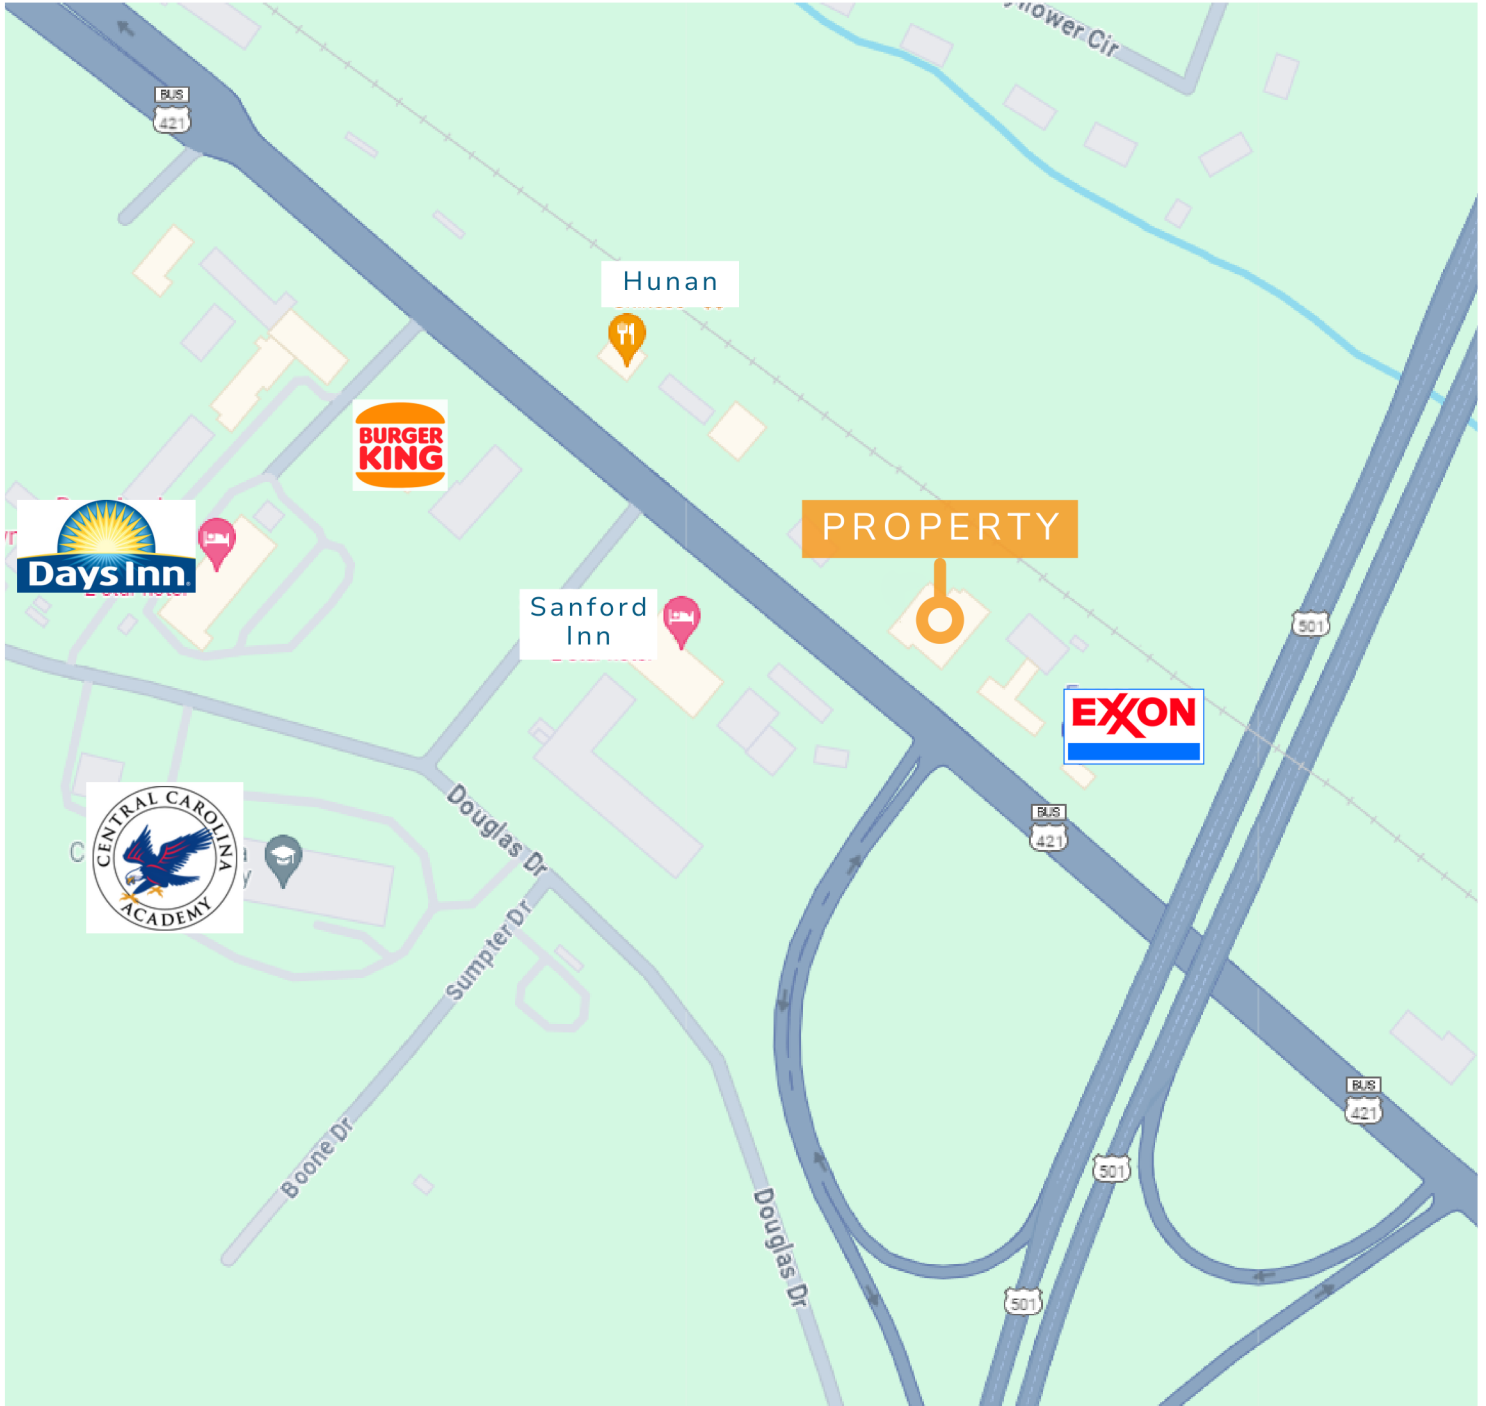 flower Cir
BUS
421
Hunan
BURGER
KING
PROPERTY
Days Inn
Sanford
Inn
501
EXXON
CENTRAL CAROLINA
ACADEMY
Douglas Dr
BUS
421
Sumpter Dr
BUS
421
Boone Dr
501
Douglas Dr
501